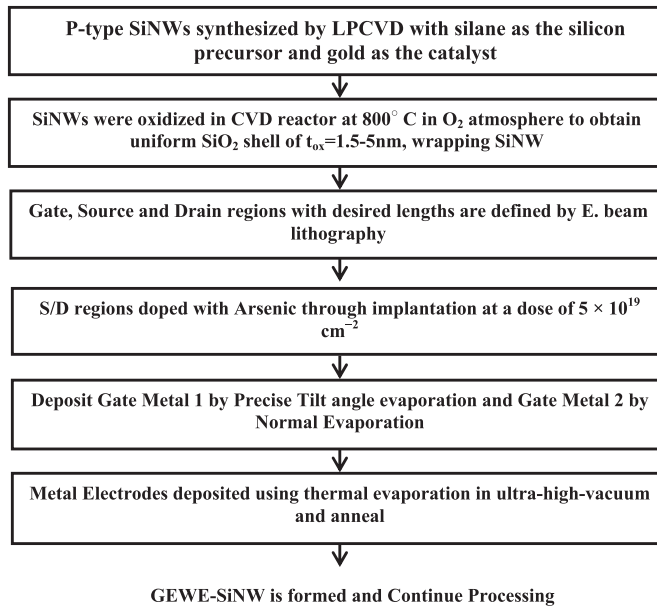 P-type SiNWs synthesized by LPCVD with silane as the silicon
precursor and gold as the catalyst
SiNWs were oxidized in CVD reactor at 800° C in O₂ atmosphere to obtain
uniform SiO₂ shell of tₒₓ=1.5-5nm, wrapping SiNW
Gate, Source and Drain regions with desired lengths are defined by E. beam
lithography
S/D regions doped with Arsenic through implantation at a dose of 5 × 10¹⁹
cm⁻²
Deposit Gate Metal 1 by Precise Tilt angle evaporation and Gate Metal 2 by
Normal Evaporation
Metal Electrodes deposited using thermal evaporation in ultra-high-vacuum
and anneal
GEWE-SiNW is formed and Continue Processing